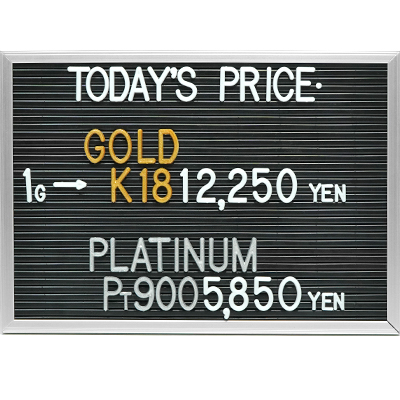 TODAY'S PRICE·
GOLD
1G → K18 12,250 YEN
PLATINUM
PT900 5,850 YEN